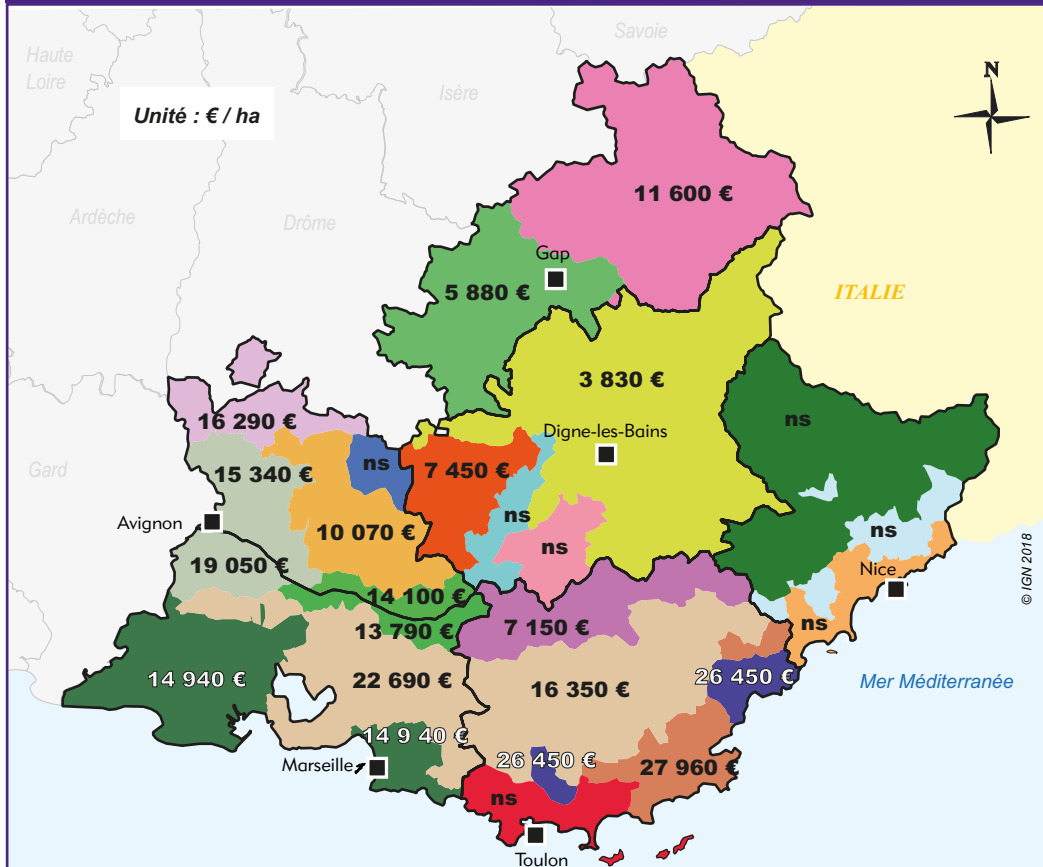 Savoie
Haute
Loire
Isère
N
Unité : € / ha
11 600 €
Ardèche
Drôme
Gap
5 880 €
ITALIE
3 830 €
16 290 €
ns
Digne-les-Bains
15 340 €
ns
7 450 €
Gard
Avignon
ns
10 070 €
ns
ns
19 050 €
Nice
14 100 €
© IGN 2018
13 790 €
7 150 €
ns
14 940 €
22 690 €
16 350 €
26 450 €
Mer Méditerranée
14 9 40 €
26 450 €
Marseille
27 960 €
ns
Toulon